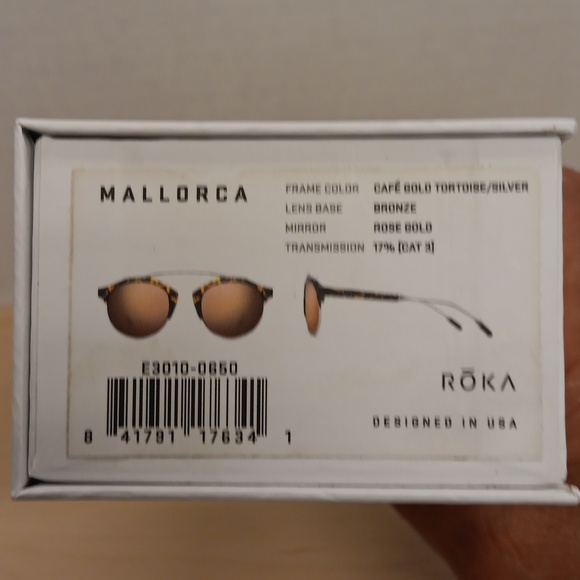 MALLORCA
FRAME COLOR CAFÉ GOLD TORTOISE/SILVER
LENS BASE BRONZE
MIRROR ROSE GOLD
TRANSMISSION 17% [CAT 3]
E3010-0650
8 41791 17634 1
RŌKA
DESIGNED IN USA